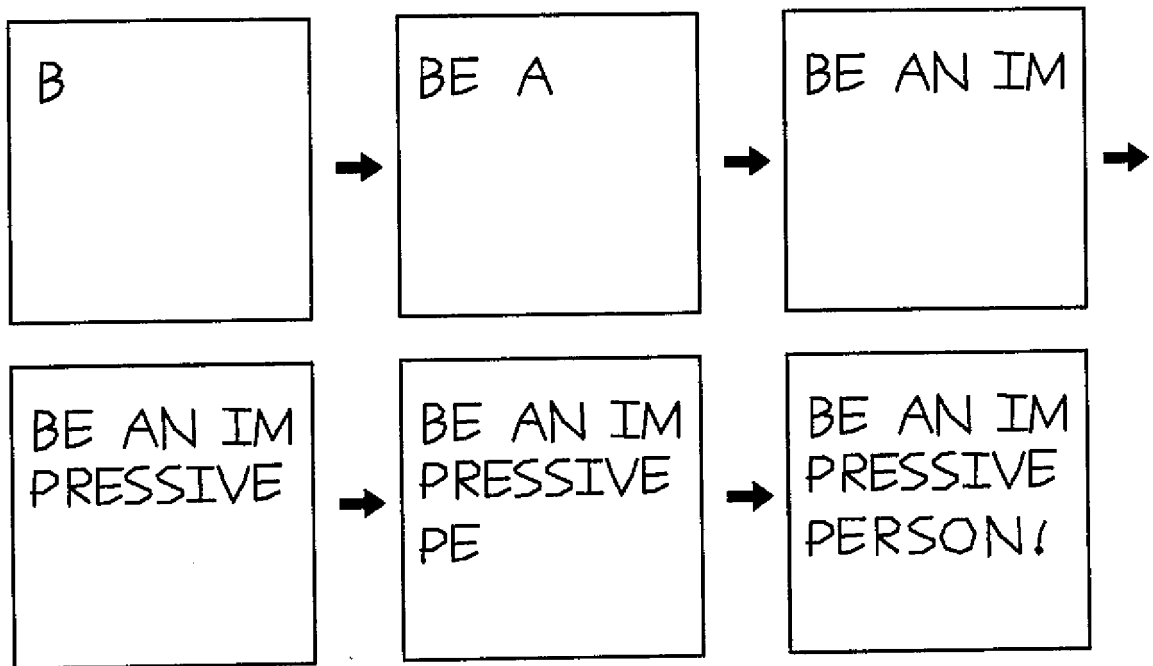 B
BE A
BE AN IM
BE AN IM
PRESSIVE
BE AN IM
PRESSIVE
PE
BE AN IM
PRESSIVE
PERSON!